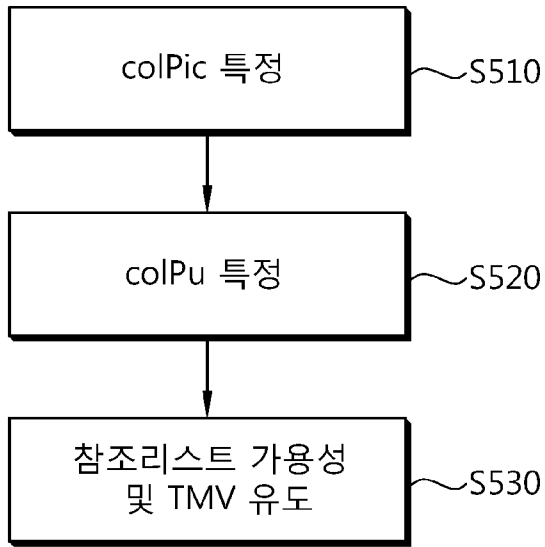 colPic 특정
S510
colPu 특정
S520
참조리스트 가용성
및 TMV 유도
S530